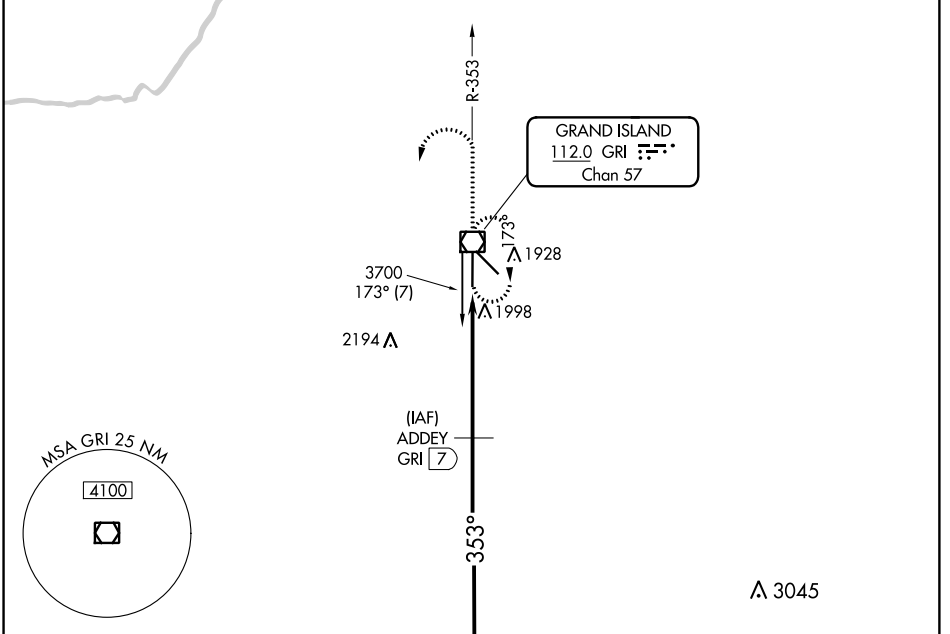 R-353
GRAND ISLAND
112.0 GRI
Chan 57
173°
1928
3700
173° (7)
1998
2194
(IAF)
ADDEY
GRI 7
MSA GRI 25 NM
4100
353°
3045